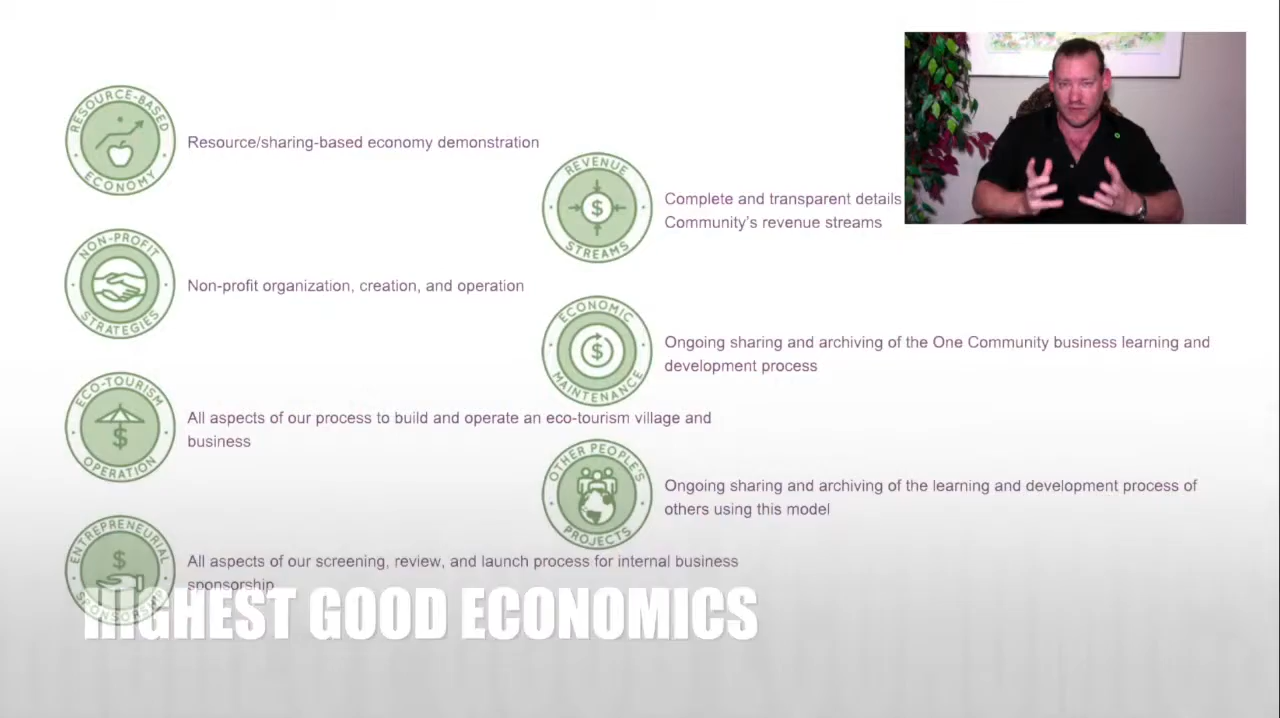 RESOURCE-BASED
ECONOMY
Resource/sharing-based economy demonstration
NON-PROFIT
STRATEGIES
Non-profit organization, creation, and operation
ECO-TOURISM
$
OPERATION
All aspects of our process to build and operate an eco-tourism village and
business
ENTREPRENEURIAL
$
SPONSORSHIP
All aspects of our screening, review, and launch process for internal business
sponsorship
REVENUE
$
STREAMS
Complete and transparent details
Community’s revenue streams
ECONOMIC
$
MAINTENANCE
Ongoing sharing and archiving of the One Community business learning and
development process
OTHER PEOPLE'S
PROJECTS
Ongoing sharing and archiving of the learning and development process of
others using this model
HIGHEST GOOD ECONOMICS